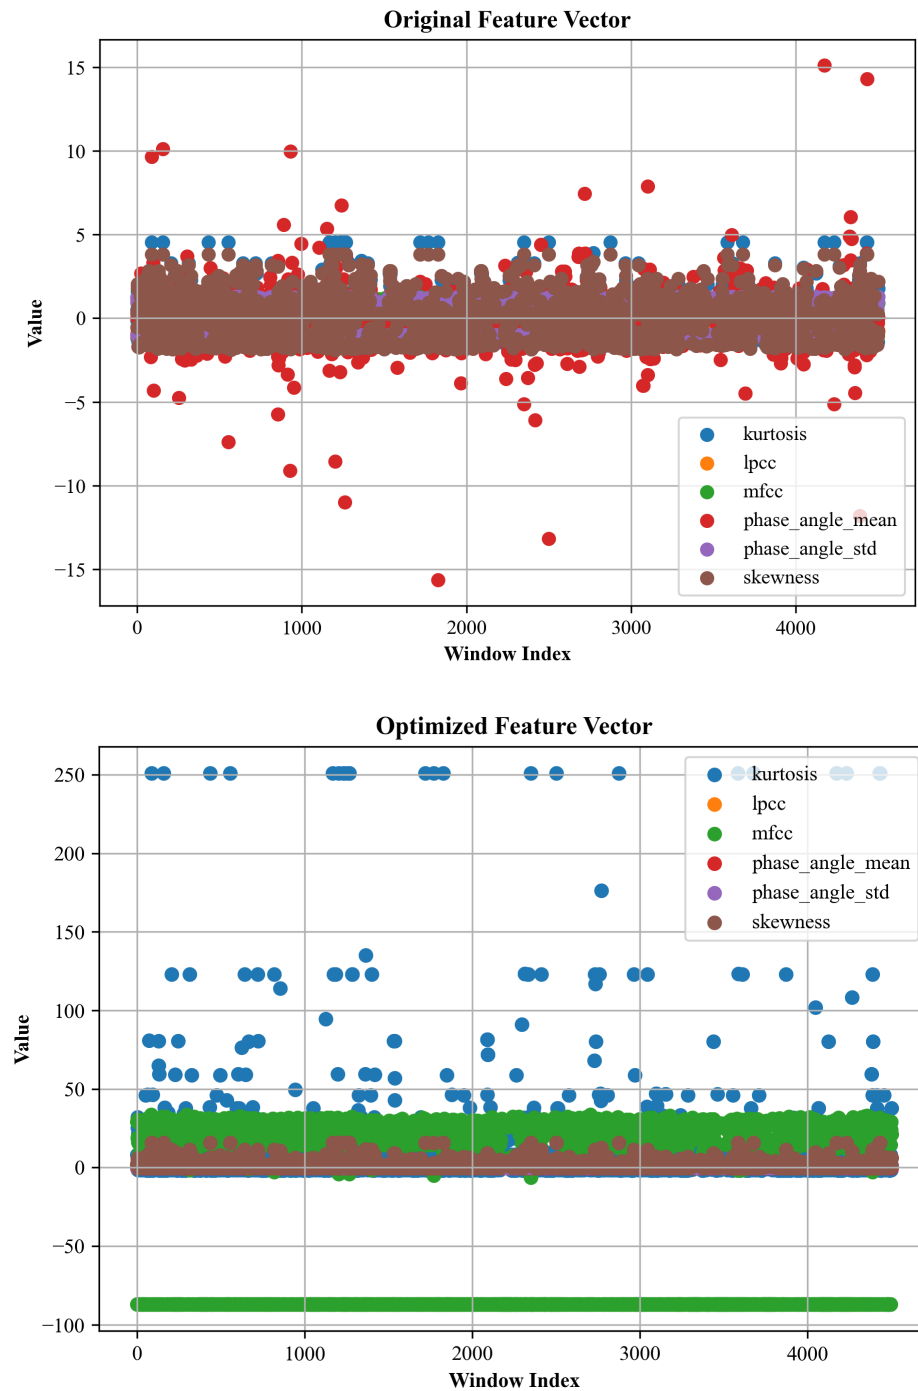 Original Feature Vector
15
10
5
0
−5
−10
−15
Value
kurtosis
lpcc
mfcc
phase_angle_mean
phase_angle_std
skewness
0 1000 2000 3000 4000
Window Index
Optimized Feature Vector
250
200
150
100
50
0
−50
−100
Value
kurtosis
lpcc
mfcc
phase_angle_mean
phase_angle_std
skewness
0 1000 2000 3000 4000
Window Index